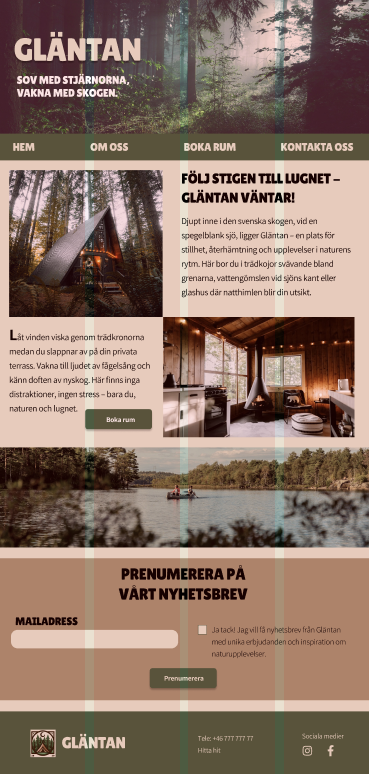 GLÄNTAN
SOV MED STJÄRNORNA,
VAKNA MED SKOGEN.
HEM OM OSS BOKA RUM KONTAKTA OSS
FÖLJ STIGEN TILL LUGNET –
GLÄNTAN VÄNTAR!
Djupt inne i den svenska skogen, vid en
spegelblank sjö, ligger Gläntan – en plats för
stillhet, återhämtning och upplevelser i naturens
rytm. Här bor du i trädkojor svävande bland
grenarna, vattengömslen vid sjöns kant eller
glashus där natthimlen blir din utsikt.
Låt vinden viska genom trädkronorna
medan du slappnar av på din privata
terrass. Vakna till ljudet av fågelsång och
känn doften av nyskog. Här finns inga
distraktioner, ingen stress – bara du,
naturen och lugnet.
Boka rum
PRENUMERERA PÅ
VÅRT NYHETSBREV
MAILADRESS
Ja tack! Jag vill få nyhetsbrev från Gläntan
med unika erbjudanden och inspiration om
naturupplevelser.
Prenumerera
GLÄNTAN
Tele: +46 777 777 77
Hitta hit
Sociala medier